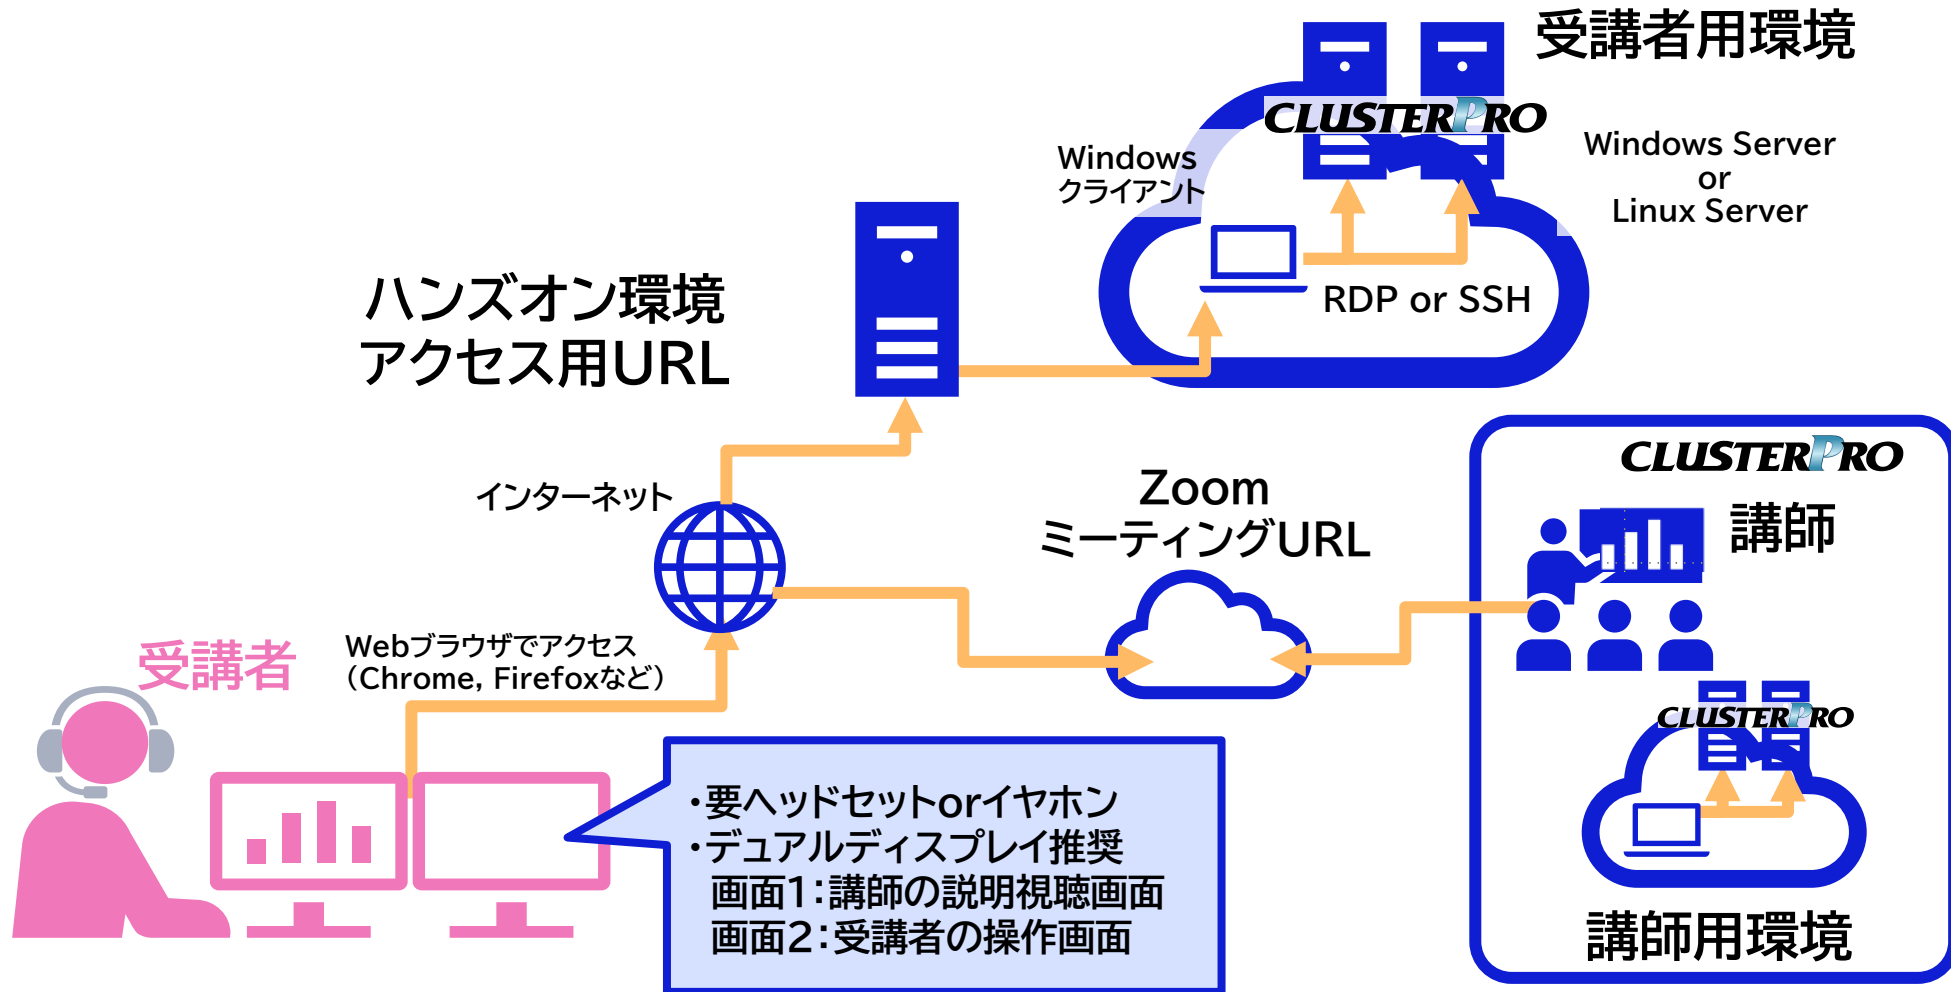 受講者用環境
CLUSTERPRO
Windows
クライアント
Windows Server
or
Linux Server
RDP or SSH
ハンズオン環境
アクセス用URL
インターネット
Zoom
ミーティングURL
CLUSTERPRO
講師
受講者
Webブラウザでアクセス
（Chrome, Firefoxなど）
CLUSTERPRO
講師用環境
・要ヘッドセットorイヤホン
・デュアルディスプレイ推奨
画面1：講師の説明視聴画面
画面2：受講者の操作画面